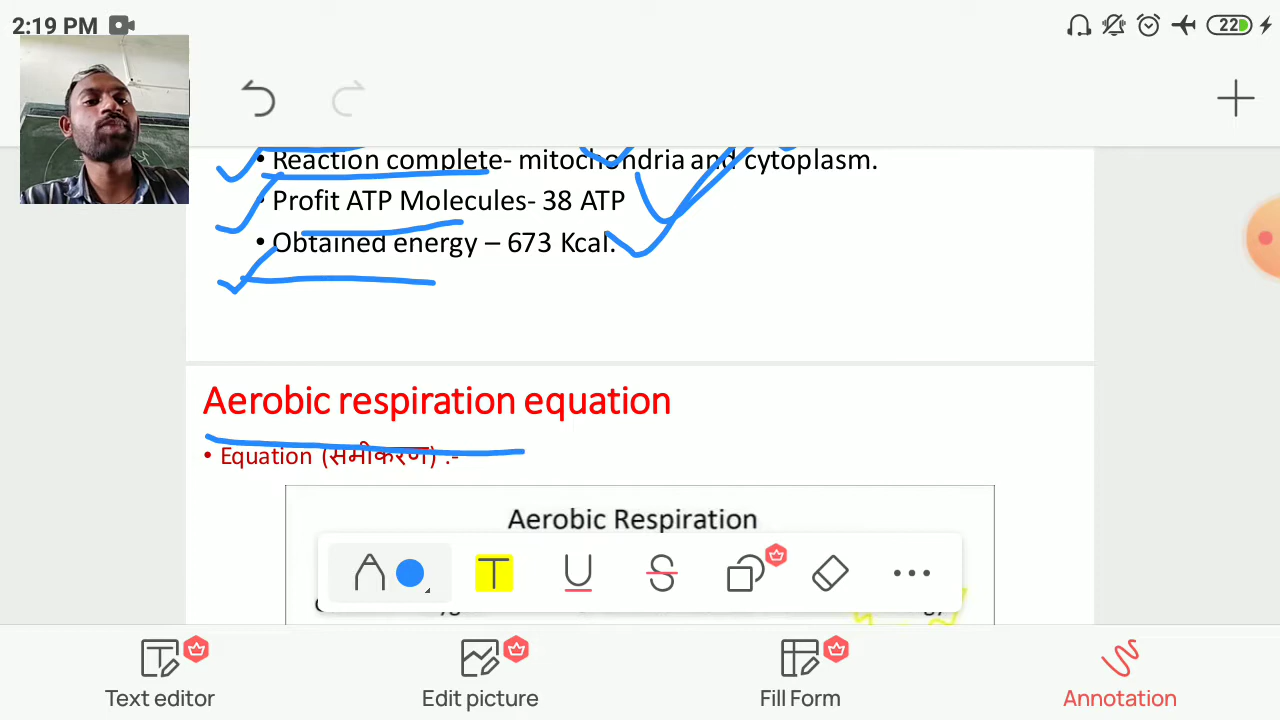 2:19 PM
22
• Reaction complete- mitochondria and cytoplasm.
• Profit ATP Molecules- 38 ATP
• Obtained energy – 673 Kcal.
Aerobic respiration equation
• Equation (समीकरण) :-
Aerobic Respiration
T U S
Text editor Edit picture Fill Form Annotation